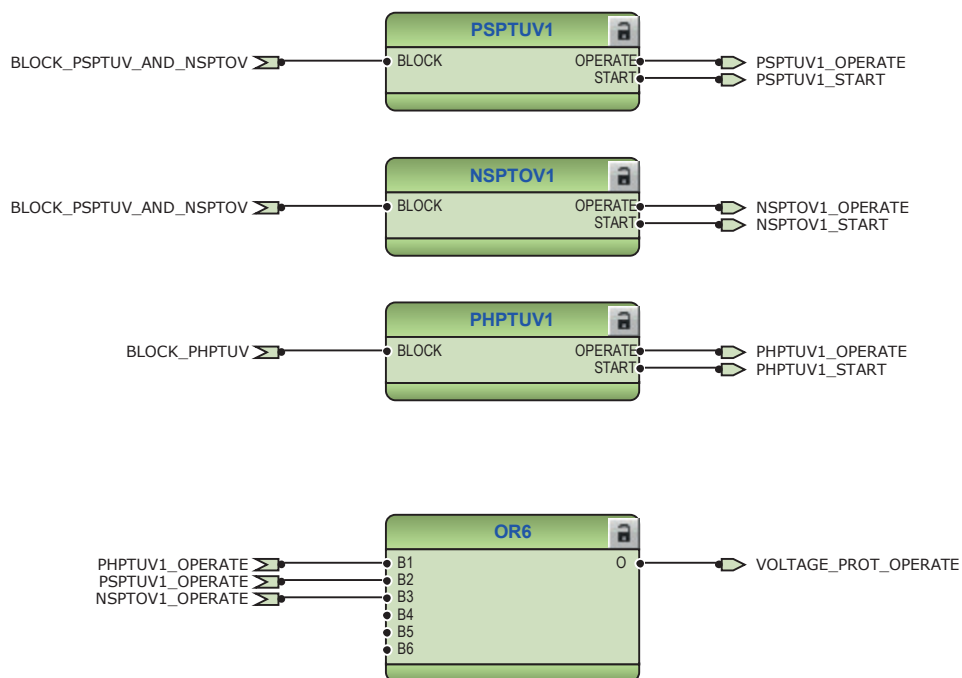 PSPTUV1
BLOCK_PSPTUV_AND_NSPTOV BLOCK OPERATE PSPTUV1_OPERATE
START PSPTUV1_START
NSPTOV1
BLOCK_PSPTUV_AND_NSPTOV BLOCK OPERATE NSPTOV1_OPERATE
START NSPTOV1_START
PHPTUV1
BLOCK_PHPTUV BLOCK OPERATE PHPTUV1_OPERATE
START PHPTUV1_START
OR6
PHPTUV1_OPERATE B1 O VOLTAGE_PROT_OPERATE
PSPTUV1_OPERATE B2
NSPTOV1_OPERATE B3
B4
B5
B6